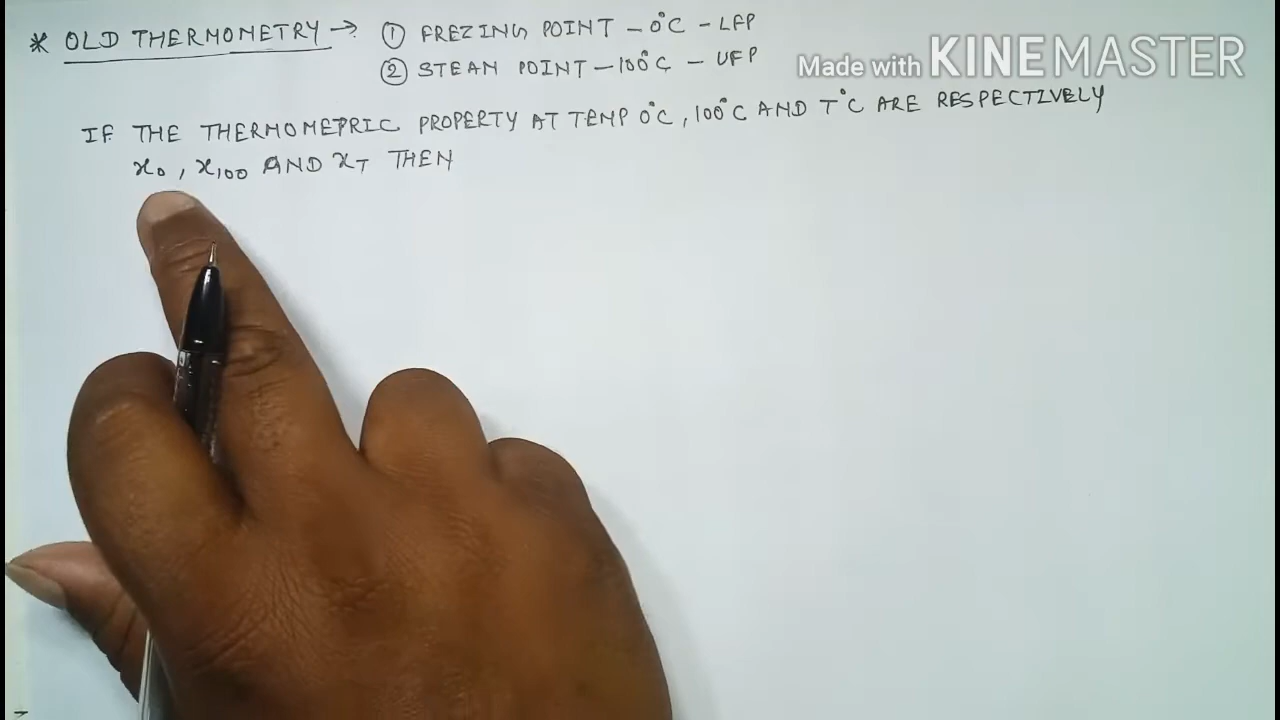 * OLD THERMOMETRY → ① FREZING POINT – 0°C – LFP
② STEAM POINT – 100°C – UFP
Made with KINEMASTER
IF THE THERMOMETRIC PROPERTY AT TEMP 0°C, 100°C AND T°C ARE RESPECTIVELY
x₀, x₁₀₀ AND x_T THEN